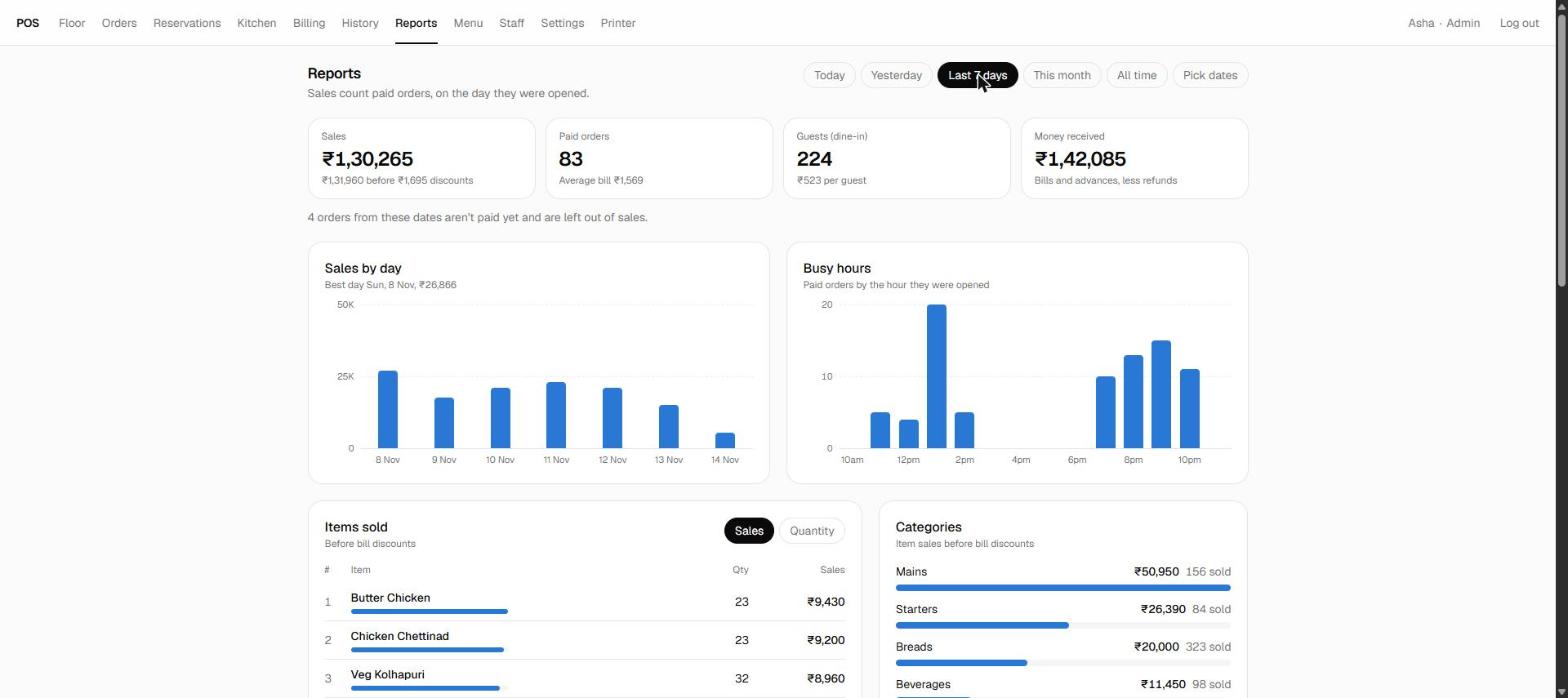 POS Floor Orders Reservations Kitchen Billing History Reports Menu Staff Settings Printer Asha · Admin Log out
Reports
Sales count paid orders, on the day they were opened.
Today Yesterday Last 7 days This month All time Pick dates
Sales
₹1,30,265
₹1,31,960 before ₹1,695 discounts
Paid orders
83
Average bill ₹1,569
Guests (dine-in)
224
₹523 per guest
Money received
₹1,42,085
Bills and advances, less refunds
4 orders from these dates aren't paid yet and are left out of sales.
Sales by day
Best day Sun, 8 Nov, ₹26,866
50K
25K
0
8 Nov 9 Nov 10 Nov 11 Nov 12 Nov 13 Nov 14 Nov
Busy hours
Paid orders by the hour they were opened
20
10
0
10am 12pm 2pm 4pm 6pm 8pm 10pm
Items sold
Before bill discounts
Sales Quantity
# Item Qty Sales
1 Butter Chicken 23 ₹9,430
2 Chicken Chettinad 23 ₹9,200
3 Veg Kolhapuri 32 ₹8,960
Categories
Item sales before bill discounts
Mains ₹50,950 156 sold
Starters ₹26,390 84 sold
Breads ₹20,000 323 sold
Beverages ₹11,450 98 sold